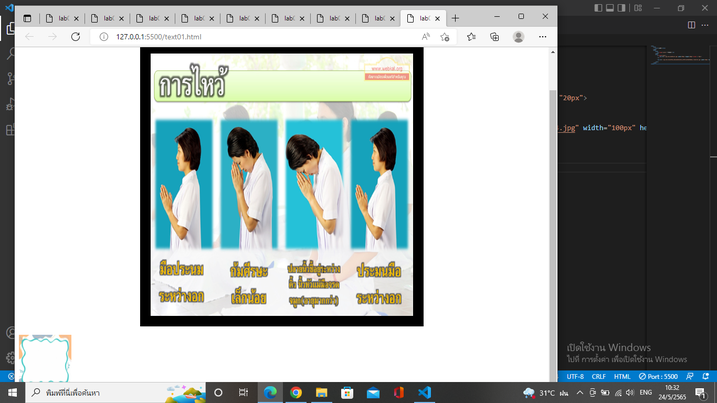 lab
lab
lab
lab
lab
lab
lab
lab
lab
127.0.0.1:5500/text01.html
"20px">
.jpg" width="100px" he
การไหว้
มือประนม
ระหว่างอก
ก้มศีรษะ
เล็กน้อย
ประนมมือ
ระหว่างอก
เปิดใช้งาน Windows
ไปที่ การตั้งค่า เพื่อเปิดใช้งาน Windows
UTF-8
CRLF
HTML
Port : 5500
พิมพ์ที่นี่เพื่อค้นหา
31°C
ฝน
ENG
10:32
24/5/2565